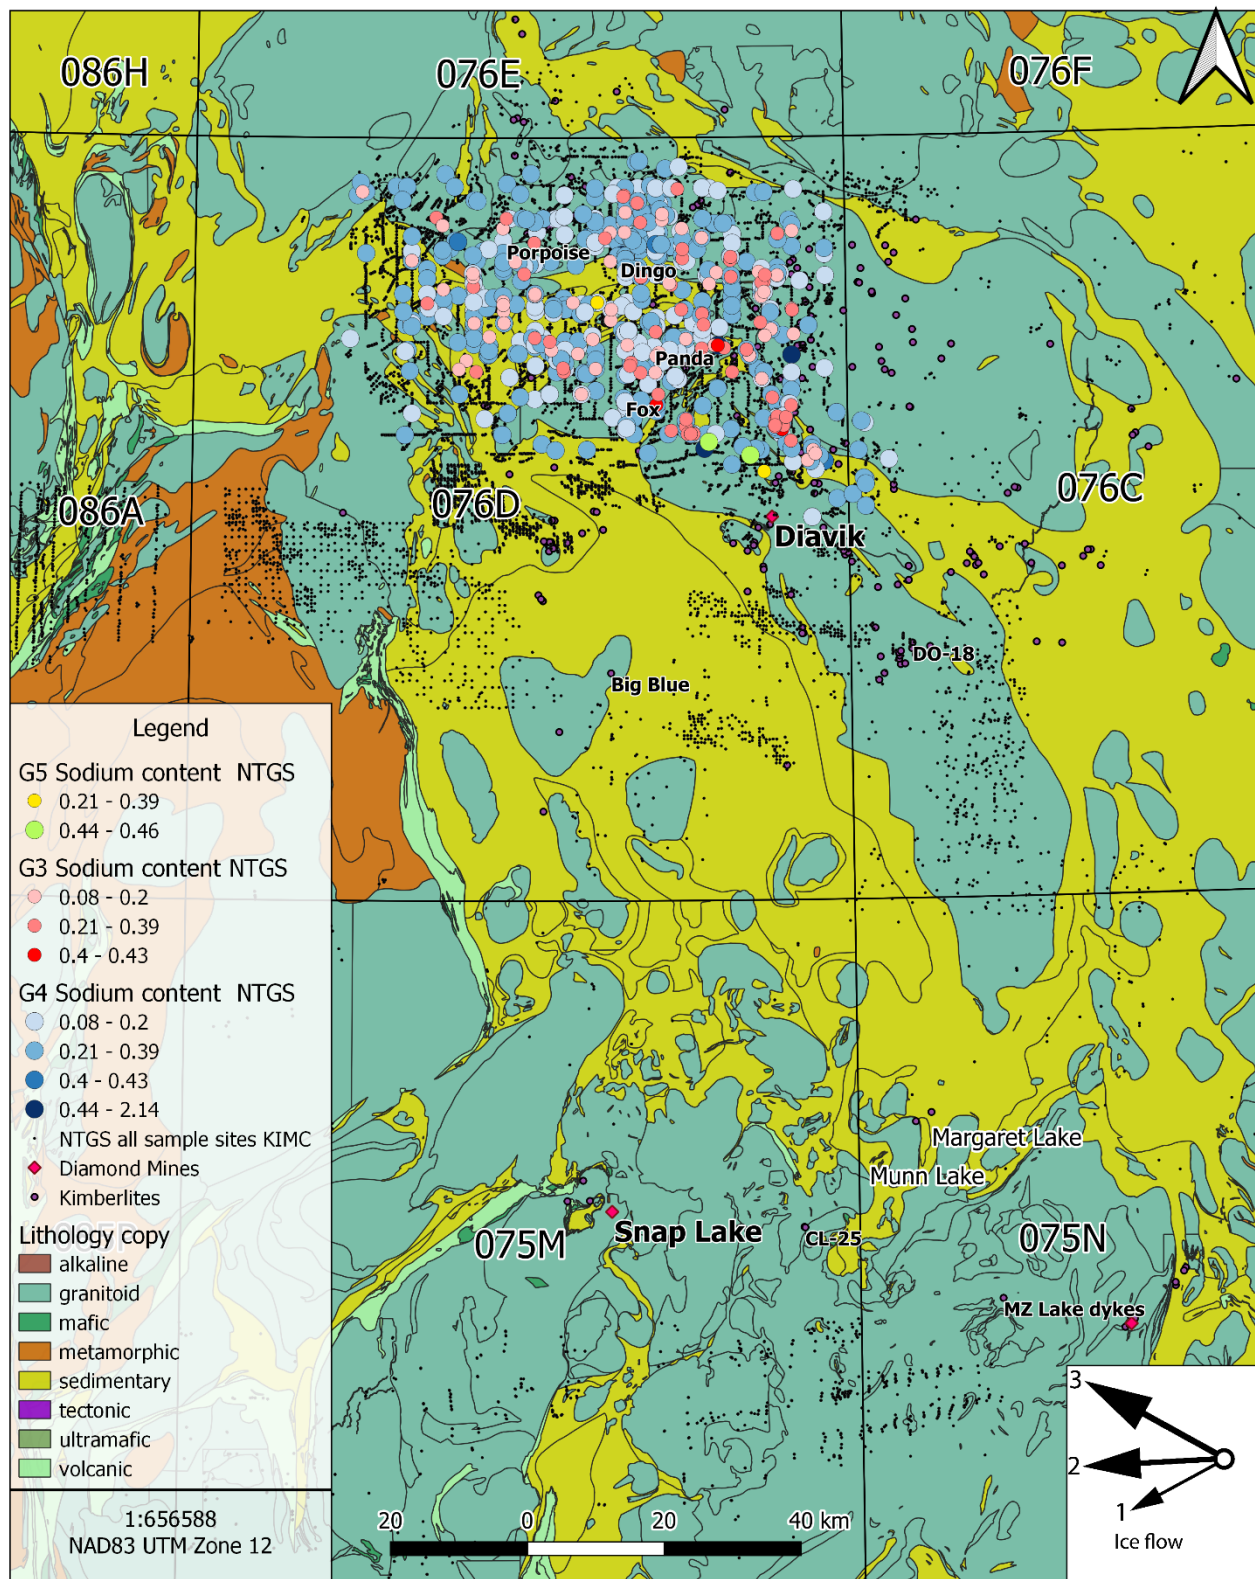 086H
076E
076F
Porpoise
Dingo
Panda
Fox
086A
076D
076C
Diavik
DO-18
Big Blue
Legend
G5 Sodium content  NTGS
0.21 - 0.39
0.44 - 0.46
G3 Sodium content NTGS
0.08 - 0.2
0.21 - 0.39
0.4 - 0.43
G4 Sodium content  NTGS
0.08 - 0.2
0.21 - 0.39
0.4 - 0.43
0.44 - 2.14
NTGS all sample sites KIMC
Diamond Mines
Kimberlites
Lithology copy
alkaline
granitoid
mafic
metamorphic
sedimentary
tectonic
ultramafic
volcanic
Margaret Lake
Munn Lake
Snap Lake
075M
CL-25
075N
MZ Lake dykes
1:656588
NAD83 UTM Zone 12
20 0 20 40 km
3
2
1
Ice flow